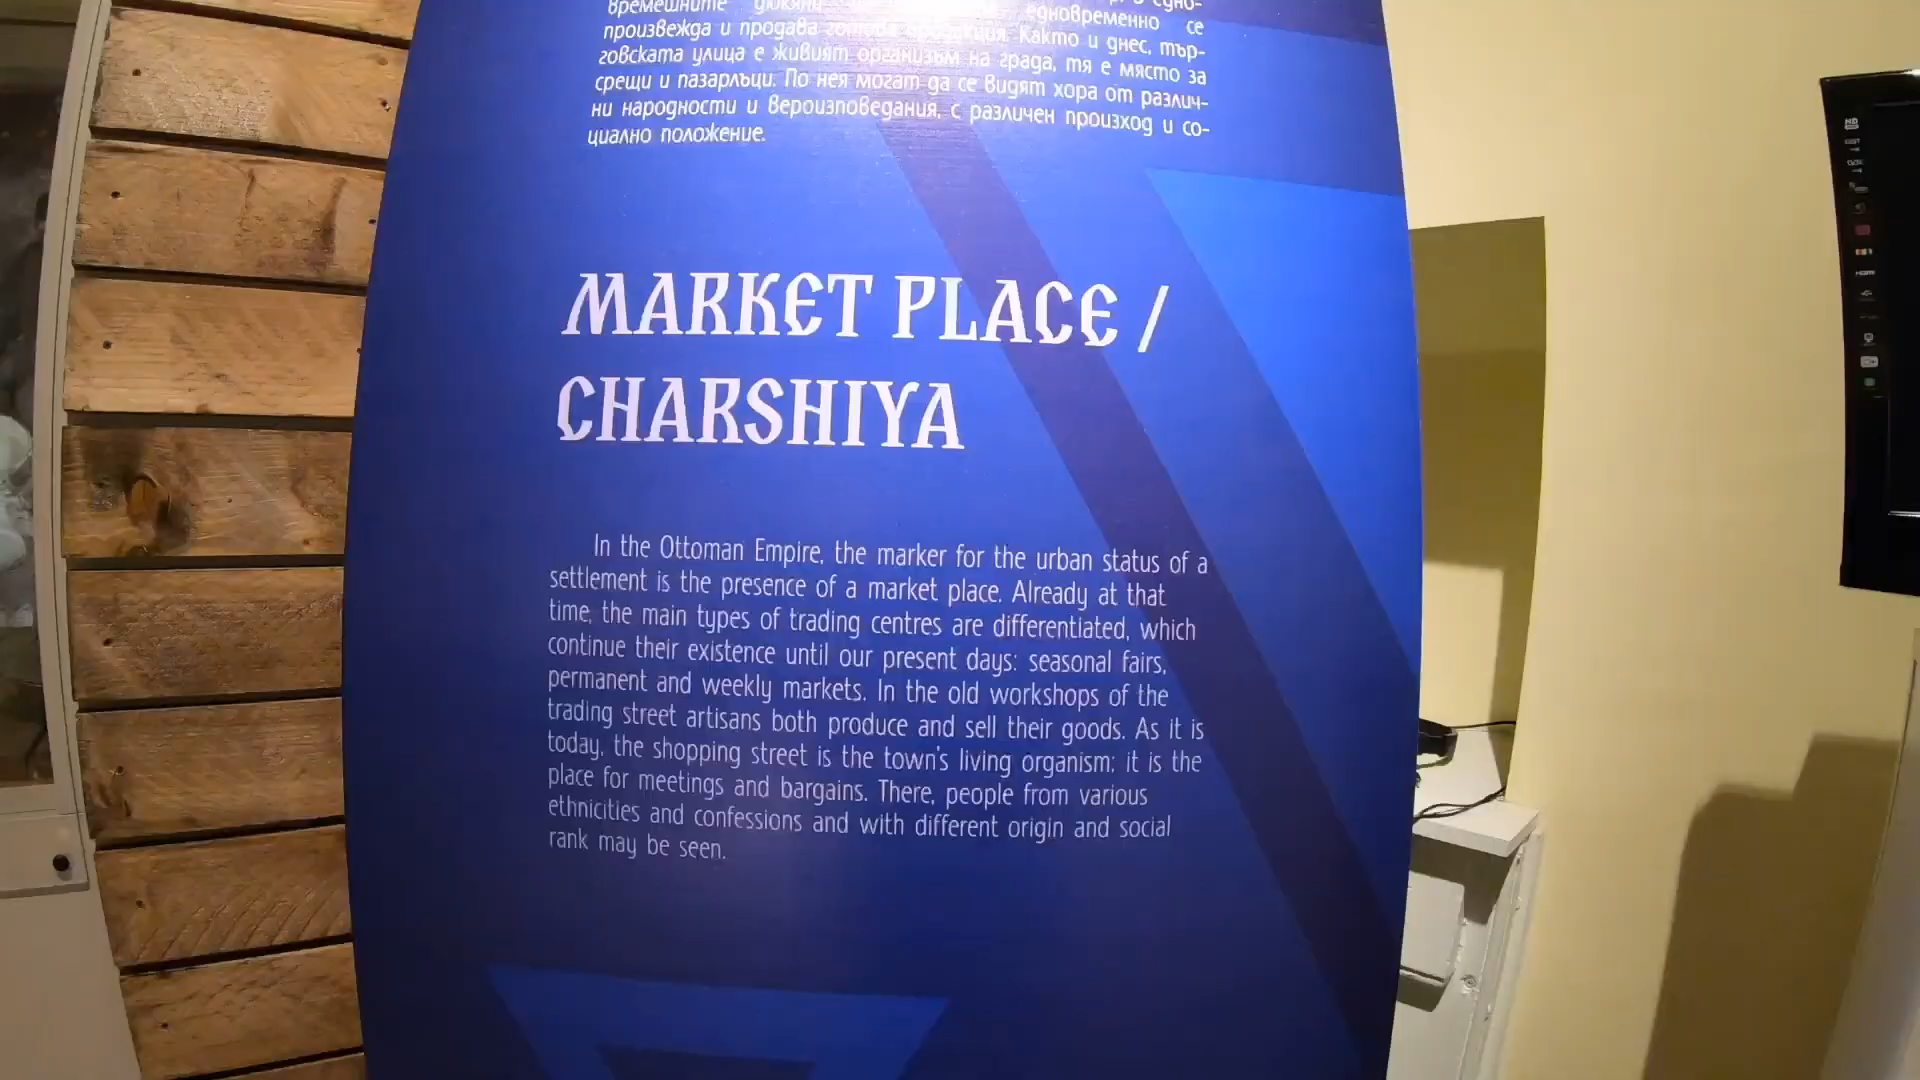 времешните дюкяни едновременно се
произвежда и продава готова продукция. Както и днес, тър-
говската улица е живият организъм на града, тя е място за
срещи и пазарлъци. По нея могат да се видят хора от различ-
ни народности и вероизповедания, с различен произход и со-
циално положение.
MARKET PLACE /
CHARSHIYA
In the Ottoman Empire, the marker for the urban status of a
settlement is the presence of a market place. Already at that
time, the main types of trading centres are differentiated, which
continue their existence until our present days: seasonal fairs,
permanent and weekly markets. In the old workshops of the
trading street artisans both produce and sell their goods. As it is
today, the shopping street is the town's living organism; it is the
place for meetings and bargains. There, people from various
ethnicities and confessions and with different origin and social
rank may be seen.